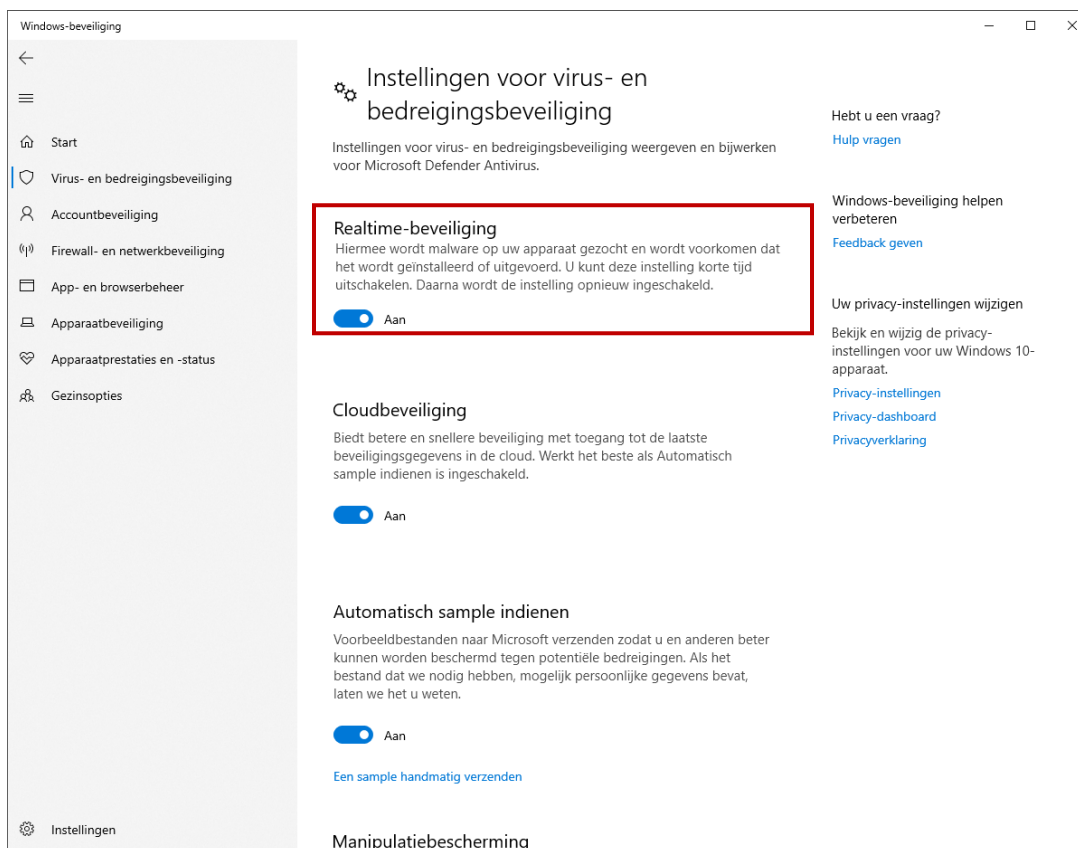 Windows-beveiliging
Start
Virus- en bedreigingsbeveiliging
Accountbeveiliging
Firewall- en netwerkbeveiliging
App- en browserbeheer
Apparaatbeveiliging
Apparaatprestaties en -status
Gezinsopties
Instellingen
Instellingen voor virus- en
bedreigingsbeveiliging
Instellingen voor virus- en bedreigingsbeveiliging weergeven en bijwerken
voor Microsoft Defender Antivirus.
Realtime-beveiliging
Hiermee wordt malware op uw apparaat gezocht en wordt voorkomen dat
het wordt geïnstalleerd of uitgevoerd. U kunt deze instelling korte tijd
uitschakelen. Daarna wordt de instelling opnieuw ingeschakeld.
Aan
Cloudbeveiliging
Biedt betere en snellere beveiliging met toegang tot de laatste
beveiligingsgegevens in de cloud. Werkt het beste als Automatisch
sample indienen is ingeschakeld.
Aan
Automatisch sample indienen
Voorbeeldbestanden naar Microsoft verzenden zodat u en anderen beter
kunnen worden beschermd tegen potentiële bedreigingen. Als het
bestand dat we nodig hebben, mogelijk persoonlijke gegevens bevat,
laten we het u weten.
Aan
Een sample handmatig verzenden
Manipulatiebescherming
Hebt u een vraag?
Hulp vragen
Windows-beveiliging helpen
verbeteren
Feedback geven
Uw privacy-instellingen wijzigen
Bekijk en wijzig de privacy-
instellingen voor uw Windows 10-
apparaat.
Privacy-instellingen
Privacy-dashboard
Privacyverklaring